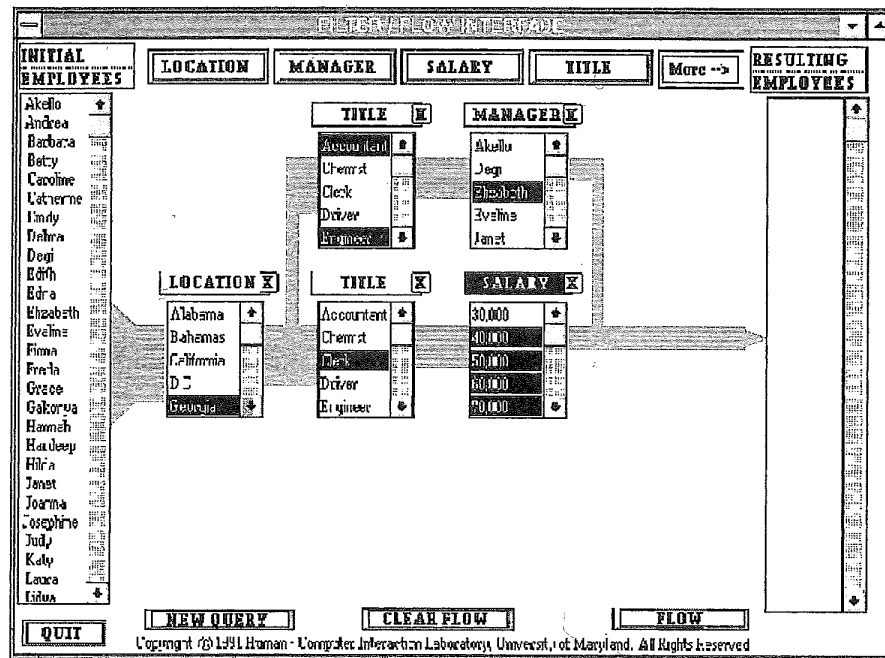 FILTER/FLOW INTERFACE
INITIAL
EMPLOYEES
LOCATION
MANAGER
SALARY
TITLE
More -->
RESULTING
EMPLOYEES
Akello
Andrea
Barbara
Betty
Caroline
Catherine
Cindy
Debra
Degi
Edith
Edra
Elizabeth
Eveline
Fiona
Freda
Grace
Gakonya
Hannah
Hardeep
Hilda
Janet
Joanna
Josephine
Judy
Katy
Laura
TITLE X
Accountant
Chemist
Clerk
Driver
Engineer
MANAGER X
Akello
Degi
Elizabeth
Eveline
Janet
LOCATION X
Alabama
Bahamas
California
D C
Georgia
TITLE X
Accountant
Chemist
Clerk
Driver
Engineer
SALARY X
30,000
40,000
50,000
60,000
70,000
QUIT
NEW QUERY
CLEAR FLOW
FLOW
Copyright (C) 1991 Human - Computer Interaction Laboratory, University of Maryland, All Rights Reserved